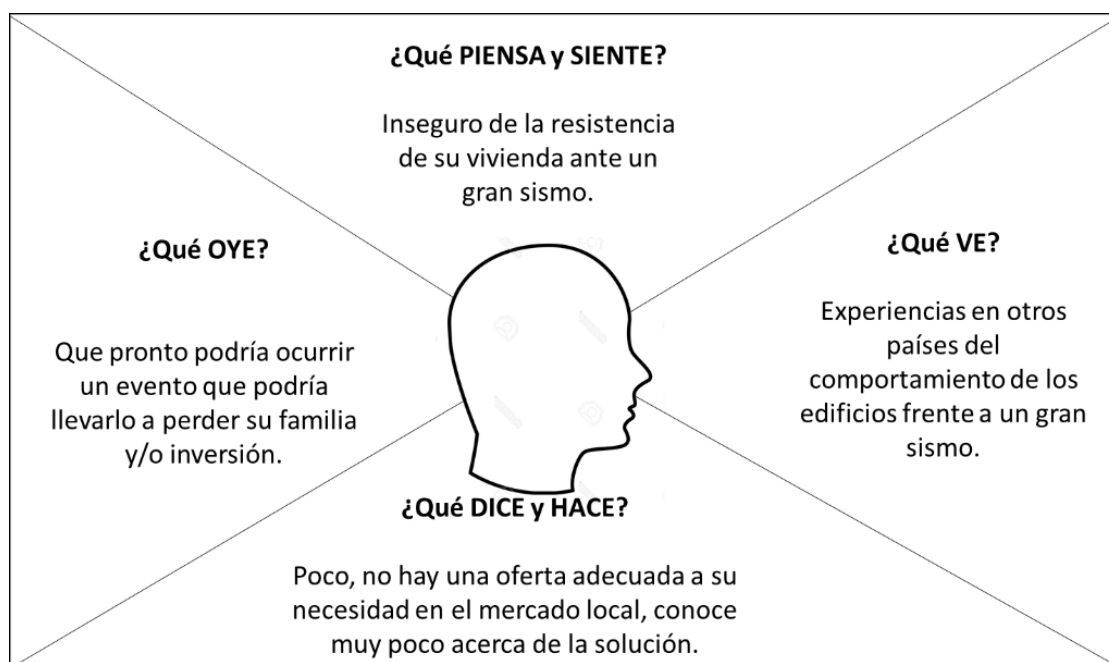 ¿Qué PIENSA y SIENTE?
Inseguro de la resistencia
de su vivienda ante un
gran sismo.
¿Qué OYE?
Que pronto podría ocurrir
un evento que podría
llevarlo a perder su familia
y/o inversión.
¿Qué VE?
Experiencias en otros
países del
comportamiento de los
edificios frente a un gran
sismo.
¿Qué DICE y HACE?
Poco, no hay una oferta adecuada a su
necesidad en el mercado local, conoce
muy poco acerca de la solución.